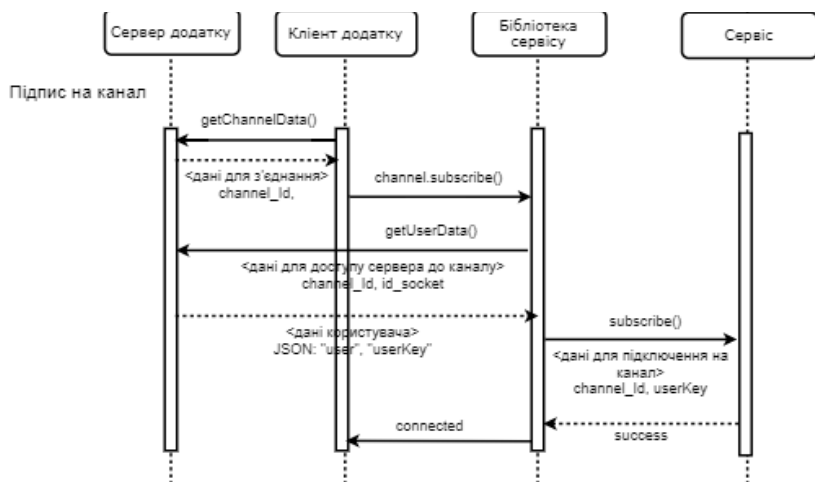 Сервер додатку
Кліент додатку
Бібліотека
сервісу
Сервіс
Підпис на канал
getChannelData()
<дані для з'єднання>
channel_Id,
channel.subscribe()
getUserData()
<дані для доступу сервера до каналу>
channel_Id, id_socket
<дані користувача>
JSON: "user", "userKey"
subscribe()
<дані для підключення на
канал>
channel_Id, userKey
connected
success